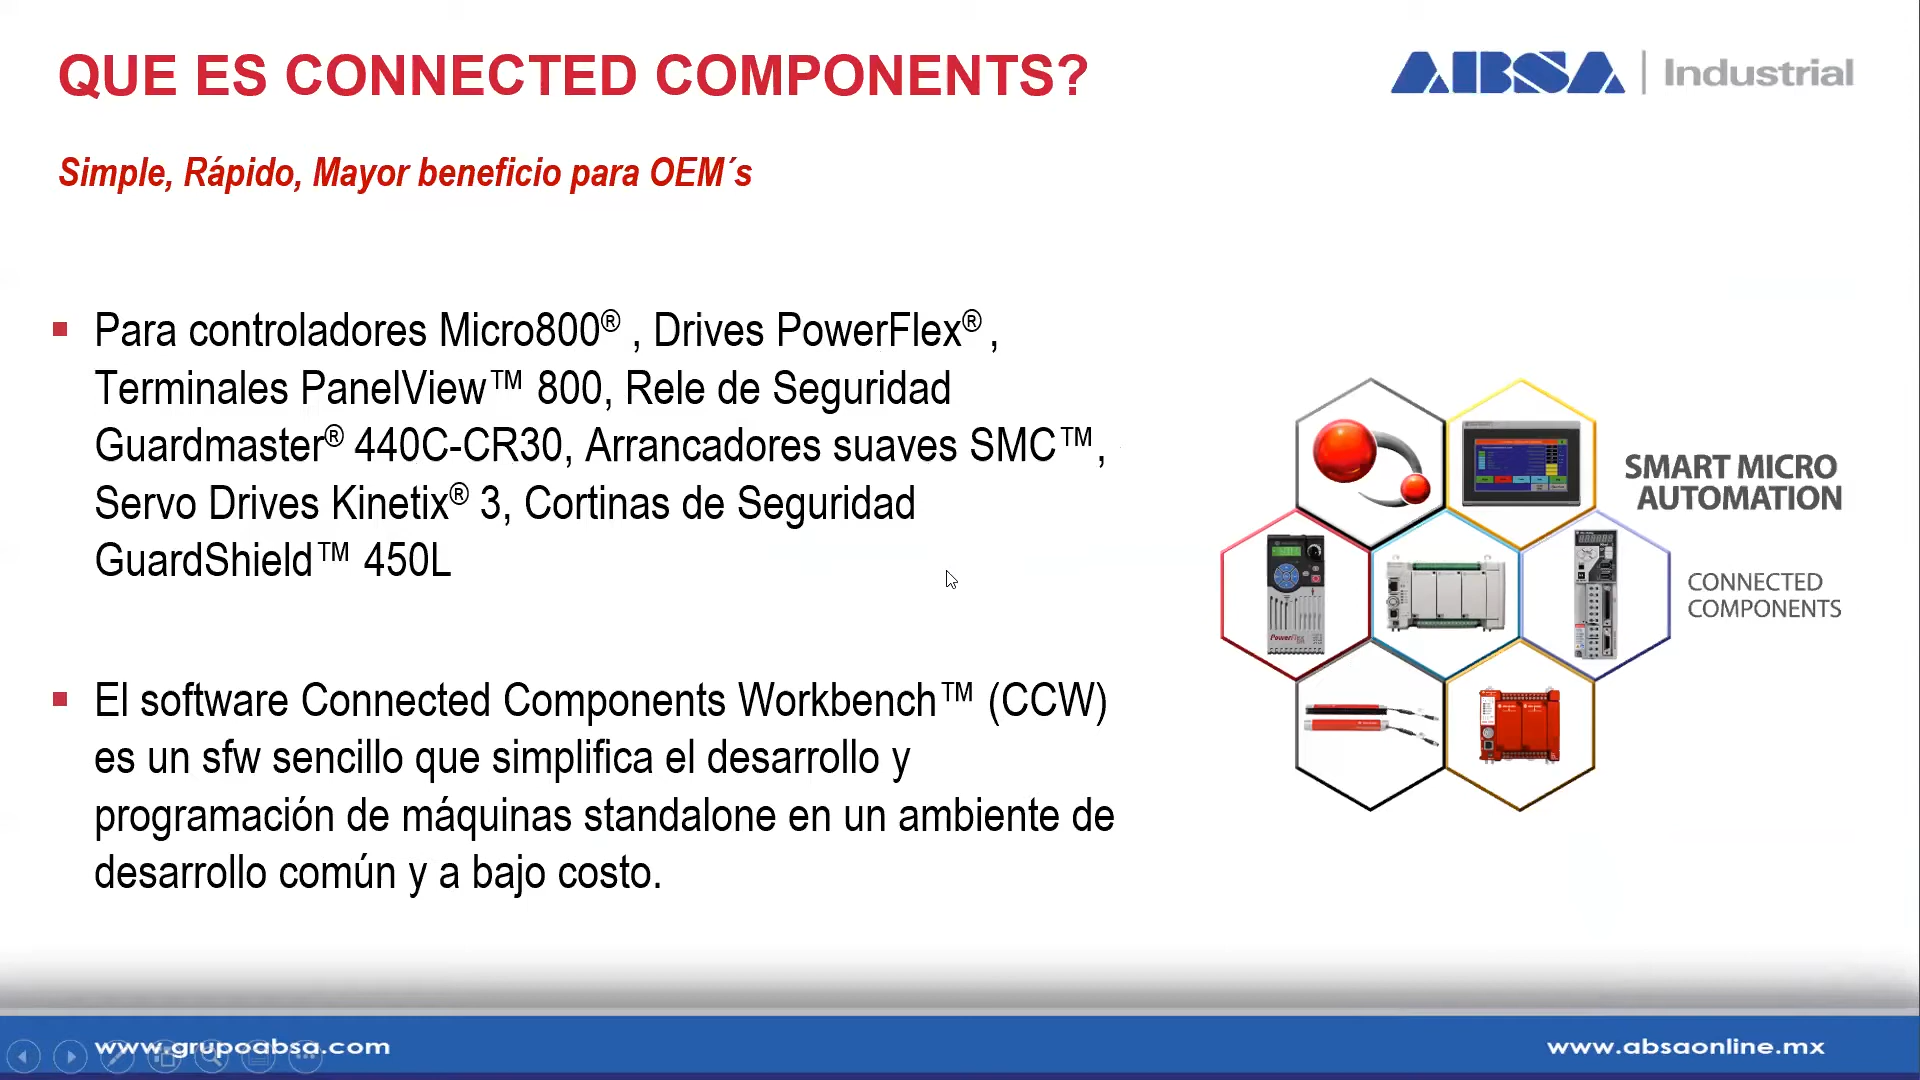 QUE ES CONNECTED COMPONENTS?
ABSA Industrial
Simple, Rápido, Mayor beneficio para OEM´s
Para controladores Micro800® , Drives PowerFlex® ,
Terminales PanelView™ 800, Rele de Seguridad
Guardmaster® 440C-CR30, Arrancadores suaves SMC™,
Servo Drives Kinetix® 3, Cortinas de Seguridad
GuardShield™ 450L
El software Connected Components Workbench™ (CCW)
es un sfw sencillo que simplifica el desarrollo y
programación de máquinas standalone en un ambiente de
desarrollo común y a bajo costo.
SMART MICRO
AUTOMATION
CONNECTED
COMPONENTS
PowerFlex
www.grupoabsa.com
www.absaonline.mx